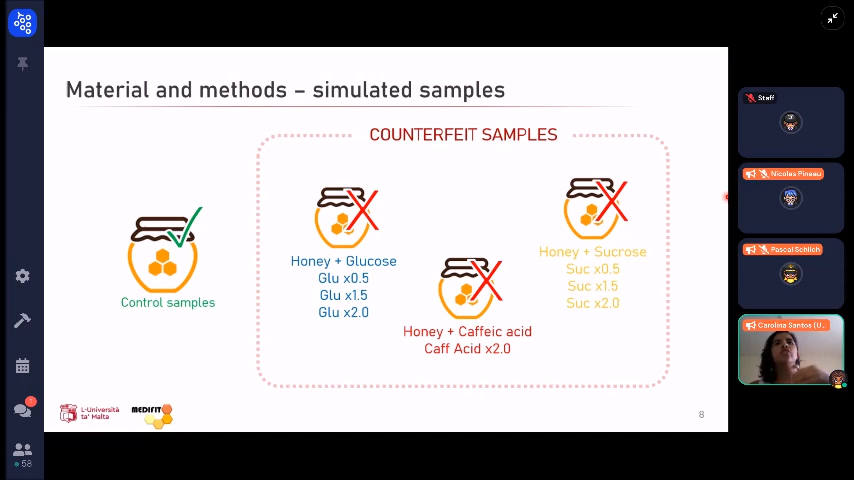 Material and methods – simulated samples
COUNTERFEIT SAMPLES
Control samples
Honey + Glucose
Glu x0.5
Glu x1.5
Glu x2.0
Honey + Caffeic acid
Caff Acid x2.0
Honey + Sucrose
Suc x0.5
Suc x1.5
Suc x2.0
L-Università
ta' Malta
MEDIFIT
8
Staff
Nicolas Pineau
Pascal Schlich
Carolina Santos (U...
1
58